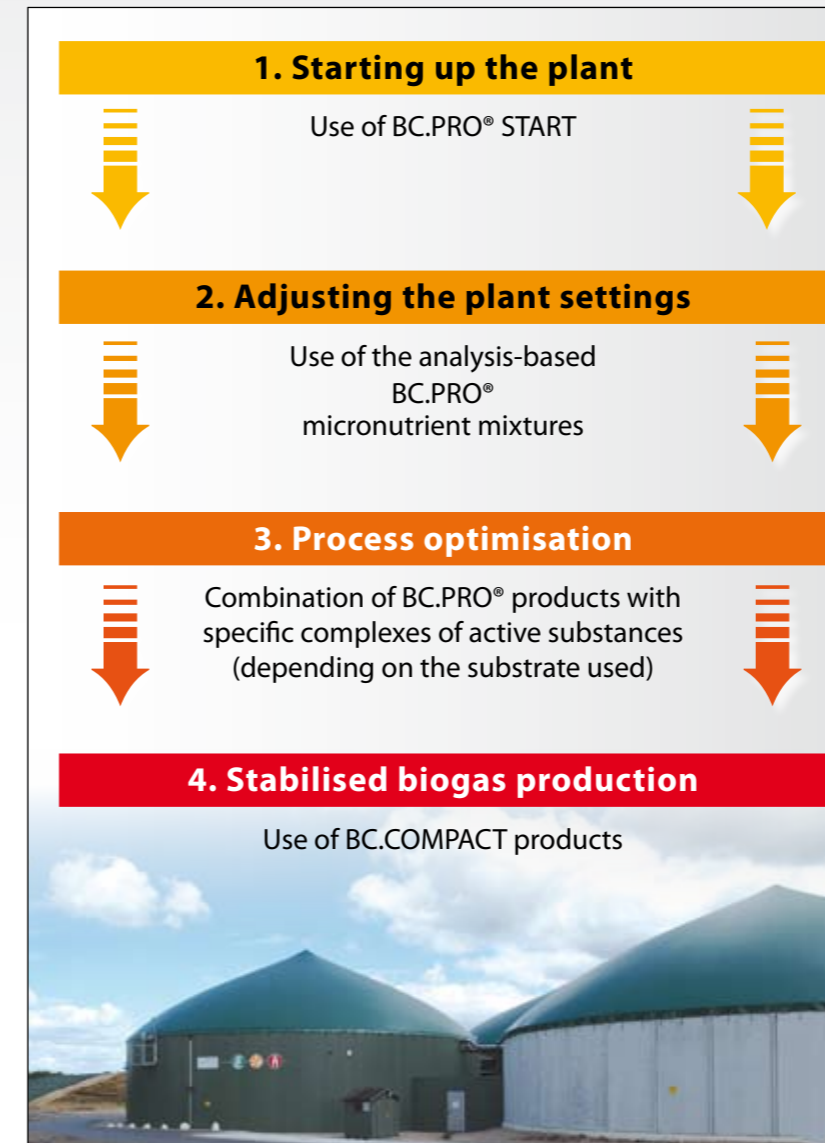 1. Starting up the plant
Use of BC.PRO® START
2. Adjusting the plant settings
Use of the analysis-based
BC.PRO®
micronutrient mixtures
3. Process optimisation
Combination of BC.PRO® products with
specific complexes of active substances
(depending on the substrate used)
4. Stabilised biogas production
Use of BC.COMPACT products